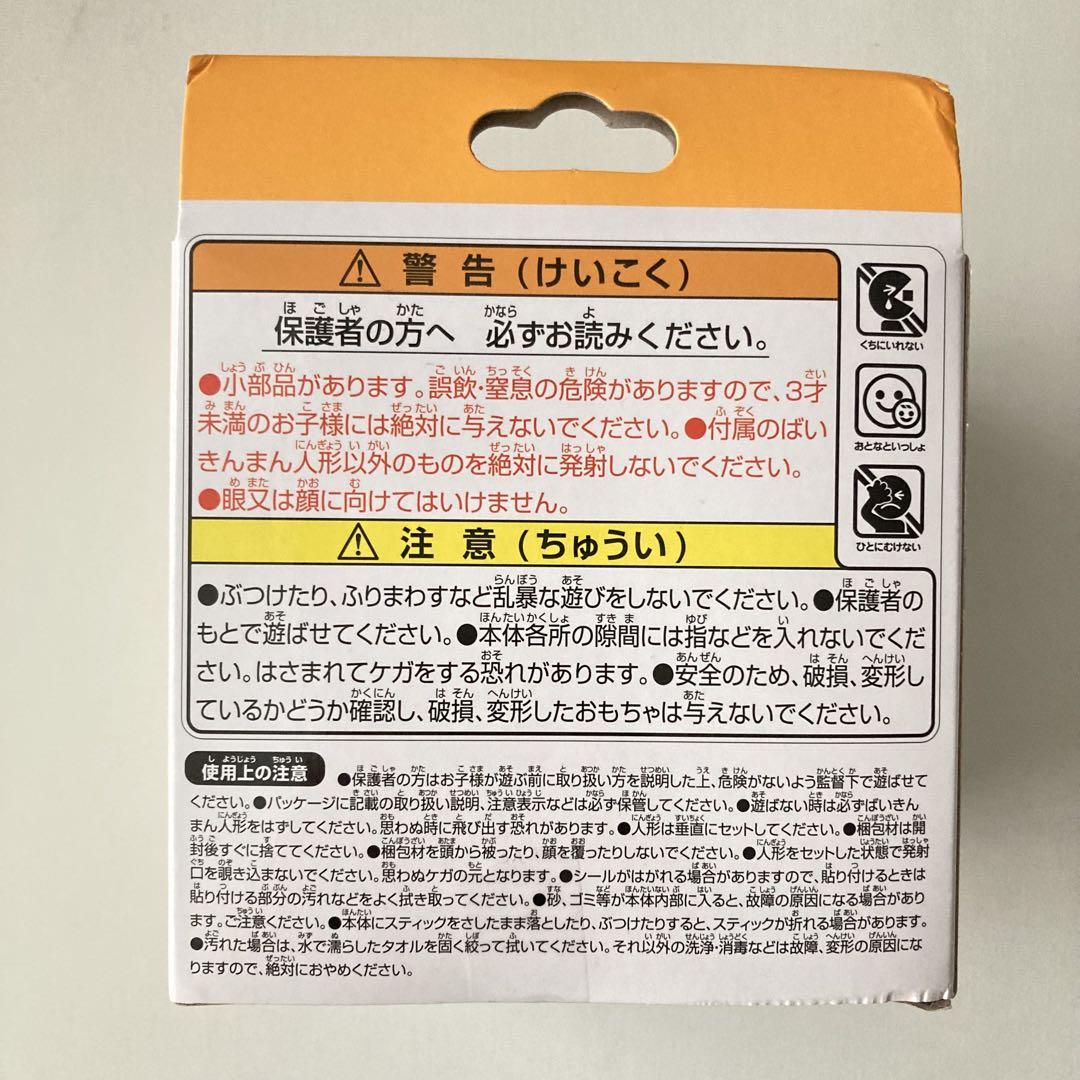 警告(けいこく)
保護者の方へ 必ずお読みください。
●小部品があります。誤飲・窒息の危険がありますので、3才
未満のお子様には絶対に与えないでください。●付属のばい
きんまん人形以外のものを絶対に発射しないでください。
●眼又は顔に向けてはいけません。
くちにいれない
おとなといっしょ
ひとにむけない
注意(ちゅうい)
●ぶつけたり、ふりまわすなど乱暴な遊びをしないでください。●保護者の
もとで遊ばせてください。●本体各所の隙間には指などを入れないでくだ
さい。はさまれてケガをする恐れがあります。●安全のため、破損、変形し
ているかどうか確認し、破損、変形したおもちゃは与えないでください。
使用上の注意
●保護者の方はお子様が遊ぶ前に取り扱い方を説明した上、危険がないよう監督下で遊ばせて
ください。●パッケージに記載の取り扱い説明、注意表示などは必ず保管してください。●遊ばない時は必ずばいきん
まん人形をはずしてください。思わぬ時に飛び出す恐れがあります。●人形は垂直にセットしてください。●梱包材は開
封後すぐに捨ててください。●梱包材を頭から被ったり、顔を覆ったりしないでください。●人形をセットした状態で発射
口を覗き込まないでください。思わぬケガの元となります。●シールがはがれる場合がありますので、貼り付けるときは
貼り付ける部分の汚れなどをよく拭き取ってください。●砂、ゴミ等が本体内部に入ると、故障の原因になる場合があり
ます。ご注意ください。●本体にスティックをさしたまま落としたり、ぶつけたりすると、スティックが折れる場合があります。
●汚れた場合は、水で濡らしたタオルを固く絞って拭いてください。それ以外の洗浄・消毒などは故障、変形の原因にな
りますので、絶対におやめください。